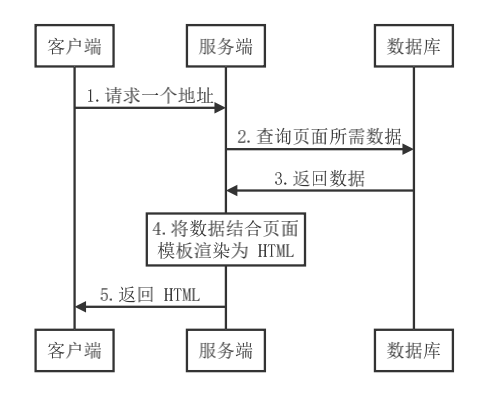 客户端
服务端
数据库
1.请求一个地址
2.查询页面所需数据
3.返回数据
4.将数据结合页面
模板渲染为 HTML
5.返回 HTML
客户端
服务端
数据库